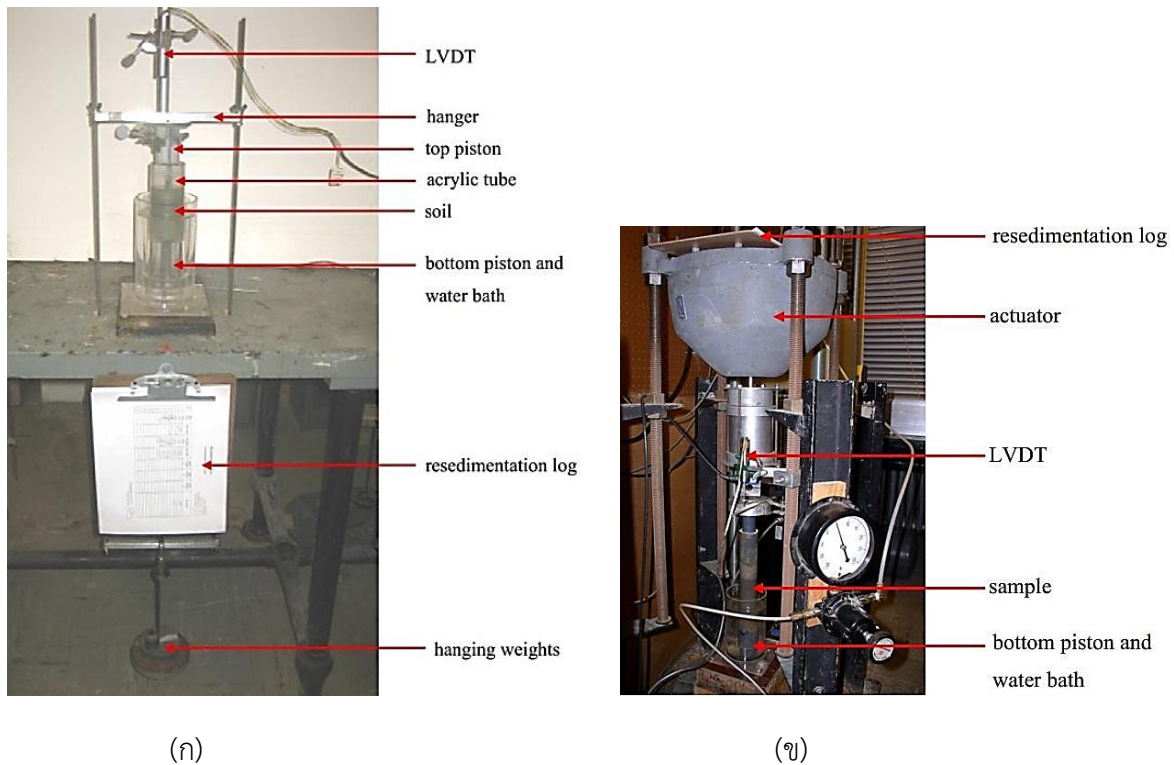 LVDT
hanger
top piston
acrylic tube
soil
bottom piston and
water bath
resedimentation log
hanging weights
(ก)
resedimentation log
actuator
LVDT
sample
bottom piston and
water bath
(ข)